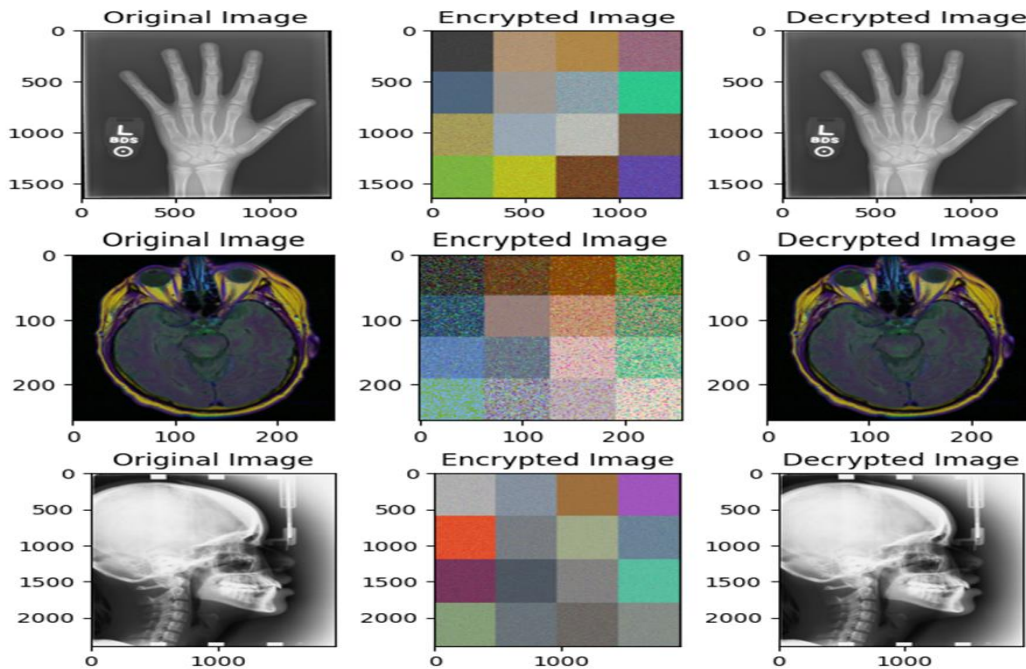 Original Image Encrypted Image Decrypted Image
0 0 0
500 500 500
L L
BDS BDS
1000 1000 1000
1500 1500 1500
0 500 1000 0 500 1000 0 500 1000
Original Image Encrypted Image Decrypted Image
0 0 0
100 100 100
200 200 200
0 100 200 0 100 200 0 100 200
Original Image Encrypted Image Decrypted Image
0 0 0
500 500 500
1000 1000 1000
1500 1500 1500
2000 2000 2000
0 1000 0 1000 0 1000